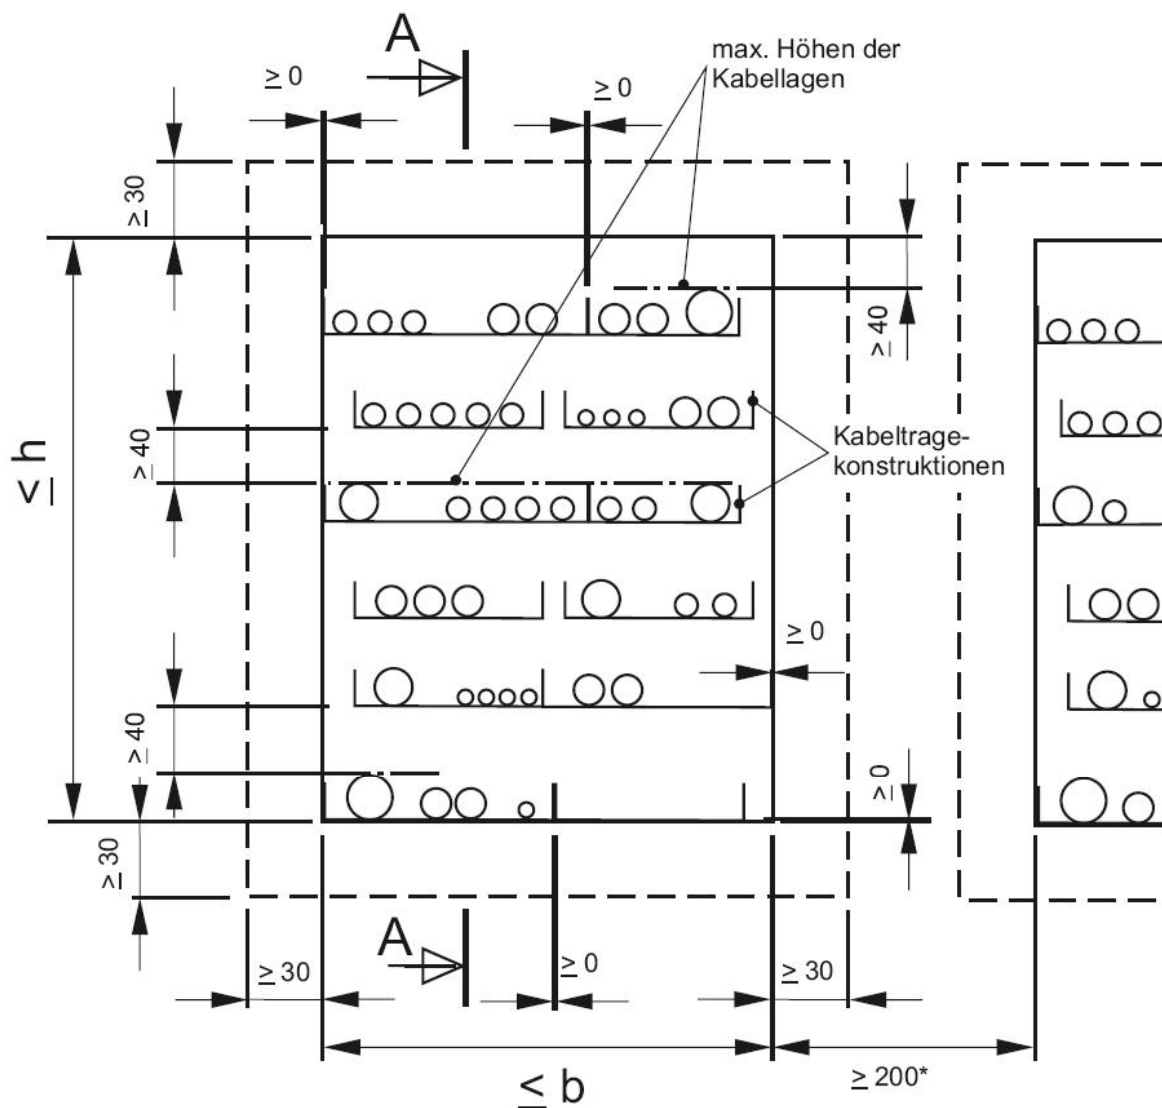 A
max. Höhen der
Kabellagen
≥ 0
≥ 0
≥ 30
≥ 40
≤ h
≥ 40
Kabeltrage-
konstruktionen
≥ 0
≥ 40
≥ 0
≥ 30
A
≥ 30
≥ 0
≥ 30
≤ b
≥ 200*